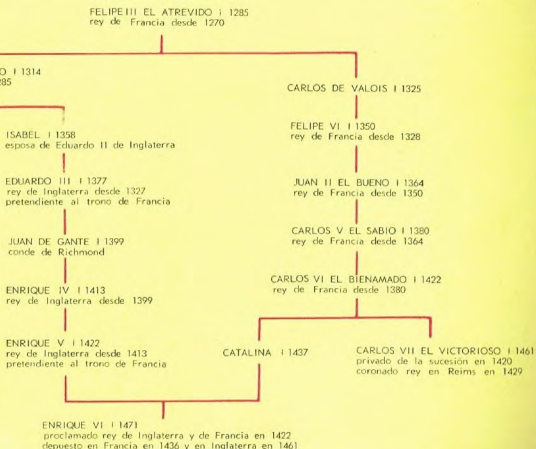 FELIPE III EL ATREVIDO † 1285
rey de Francia desde 1270
O † 1314
285
CARLOS DE VALOIS † 1325
ISABEL † 1358
esposa de Eduardo II de Inglaterra
FELIPE VI † 1350
rey de Francia desde 1328
EDUARDO III † 1377
rey de Inglaterra desde 1327
pretendiente al trono de Francia
JUAN II EL BUENO † 1364
rey de Francia desde 1350
JUAN DE GANTE † 1399
conde de Richmond
CARLOS V EL SABIO † 1380
rey de Francia desde 1364
ENRIQUE IV † 1413
rey de Inglaterra desde 1399
CARLOS VI EL BIENAMADO † 1422
rey de Francia desde 1380
ENRIQUE V † 1422
rey de Inglaterra desde 1413
pretendiente al trono de Francia
CATALINA † 1437
CARLOS VII EL VICTORIOSO † 1461
privado de la sucesión en 1420
coronado rey en Reims en 1429
ENRIQUE VI † 1471
proclamado rey de Inglaterra y de Francia en 1422
depuesto en Francia en 1436 y en Inglaterra en 1461